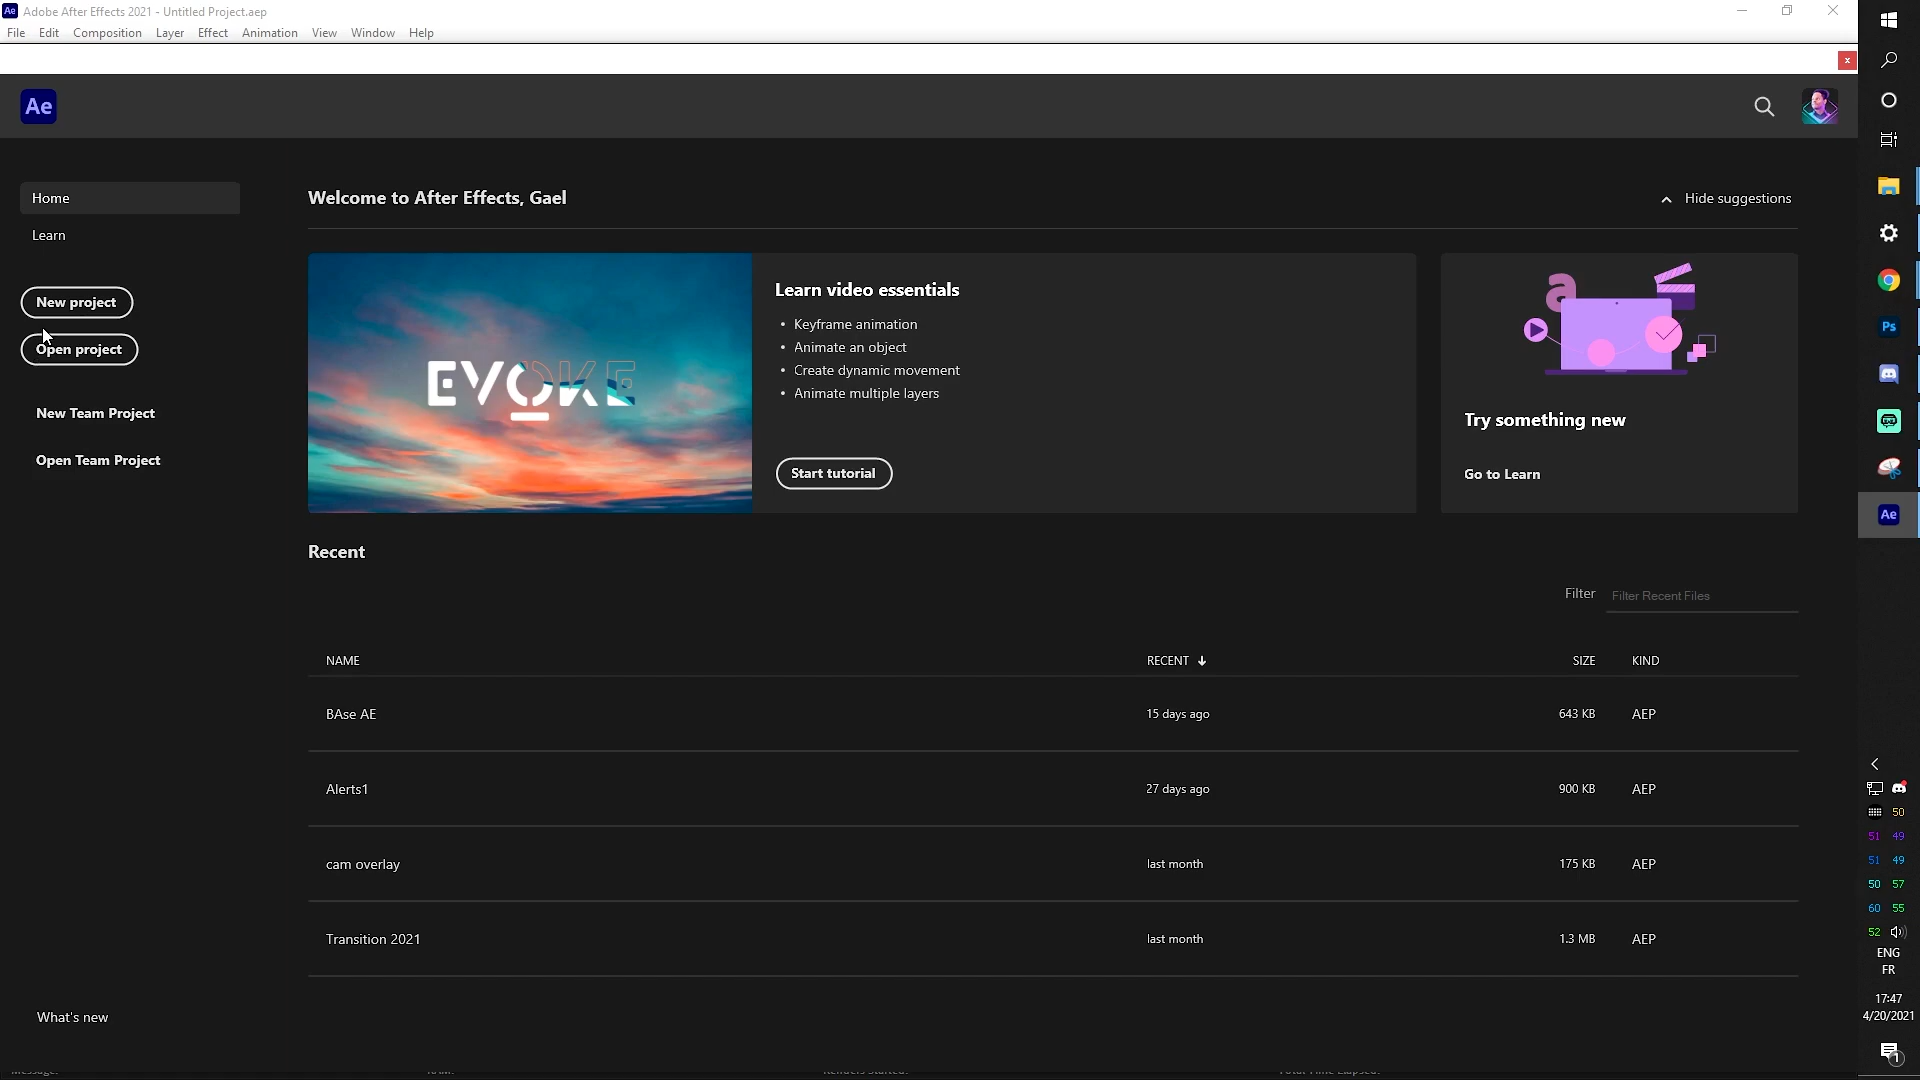 Ae Adobe After Effects 2021 - Untitled Project.aep
File Edit Composition Layer Effect Animation View Window Help
x
Ae
Home
Learn
New project
Open project
New Team Project
Open Team Project
What's new
Welcome to After Effects, Gael
Hide suggestions
EVOKE
Learn video essentials
• Keyframe animation
• Animate an object
• Create dynamic movement
• Animate multiple layers
Start tutorial
a
Try something new
Go to Learn
Recent
Filter Filter Recent Files
NAME RECENT SIZE KIND
BAse AE 15 days ago 643 KB AEP
Alerts1 27 days ago 900 KB AEP
cam overlay last month 175 KB AEP
Transition 2021 last month 1.3 MB AEP
Ps
Ae
50
51 49
51 49
50 57
60 55
52
ENG
FR
17:47
4/20/2021
1